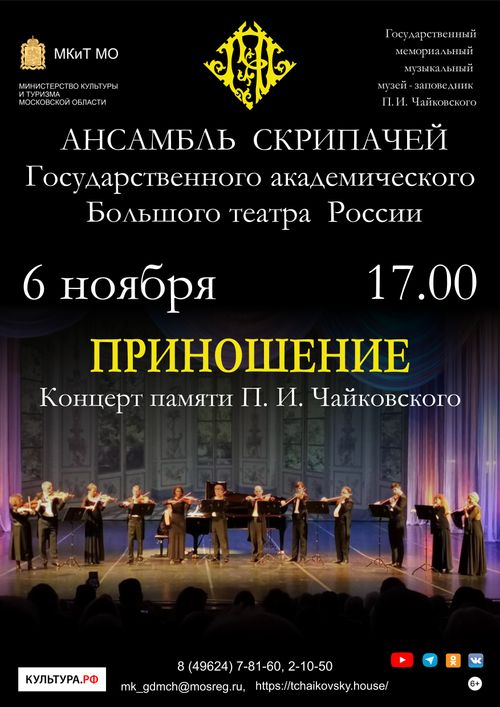 МКиТ МО
МИНИСТЕРСТВО КУЛЬТУРЫ
И ТУРИЗМА
МОСКОВСКОЙ ОБЛАСТИ
Государственный
мемориальный
музыкальный
музей - заповедник
П. И. Чайковского
АНСАМБЛЬ СКРИПАЧЕЙ
Государственного академического
Большого театра России
6 ноября 17.00
ПРИНОШЕНИЕ
Концерт памяти П. И. Чайковского
КУЛЬТУРА.РФ
8 (49624) 7-81-60, 2-10-50
mk_gdmch@mosreg.ru, https://tchaikovsky.house/
6+